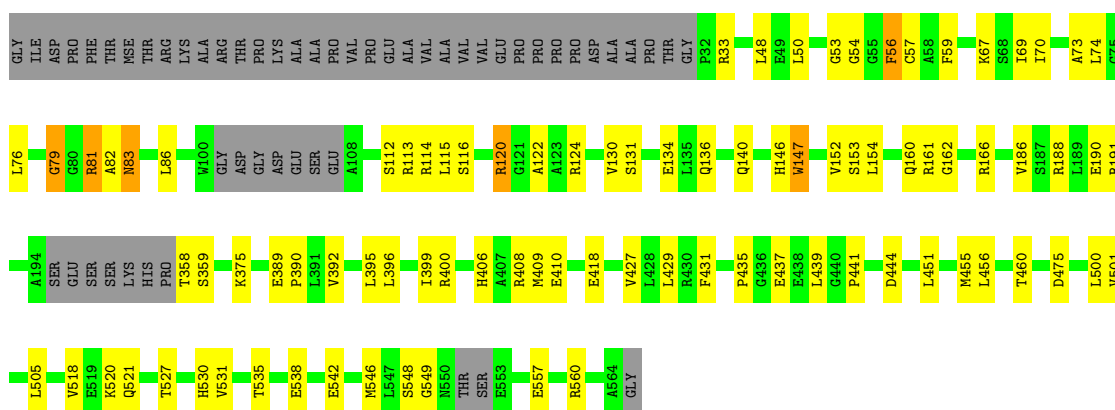 GLY ILE ASP PRO PHE THR MSE THR ARG LYS ALA ARG THR PRO LYS ALA ALA PRO VAL PRO GLU ALA VAL ALA VAL VAL GLU PRO PRO PRO PRO ASP ALA ALA PRO THR GLY P32 R33 L48 E49 L50 G53 G54 G55 F56 C57 A58 F59 K67 S68 I69 I70 A73 L74 G75
L76 G79 G80 R81 A82 N83 L86 W100 GLY ASP GLY ASP GLU SER GLU A108 S112 R113 R114 L115 S116 R120 G121 A122 A123 R124 V130 S131 E134 L135 Q136 Q140 H146 W147 V152 S153 L154 Q160 R161 G162 R166 V186 S187 R188 L189 E190 R191
A194 SER GLU SER SER LYS HIS PRO T358 S359 K375 E389 P390 L391 V392 L395 L396 I399 R400 H406 A407 R408 M409 E410 E418 V427 L428 L429 R430 F431 P435 G436 E437 E438 L439 G440 P441 D444 L451 M455 L456 T460 D475 L500 V501
L505 V518 E519 K520 Q521 T527 H530 V531 T535 E538 E542 M546 L547 S548 G549 N550 THR SER E553 E557 R560 A564 GLY